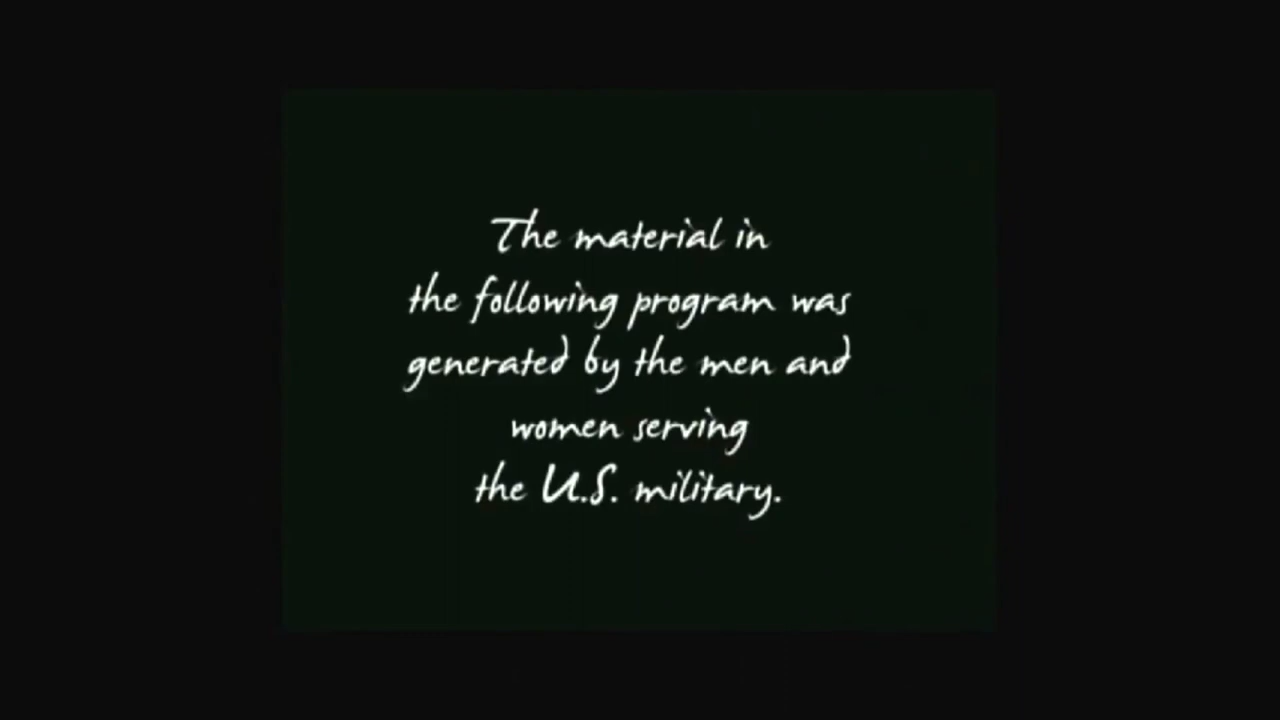 The material in
the following program was
generated by the men and
women serving
the U.S. military.